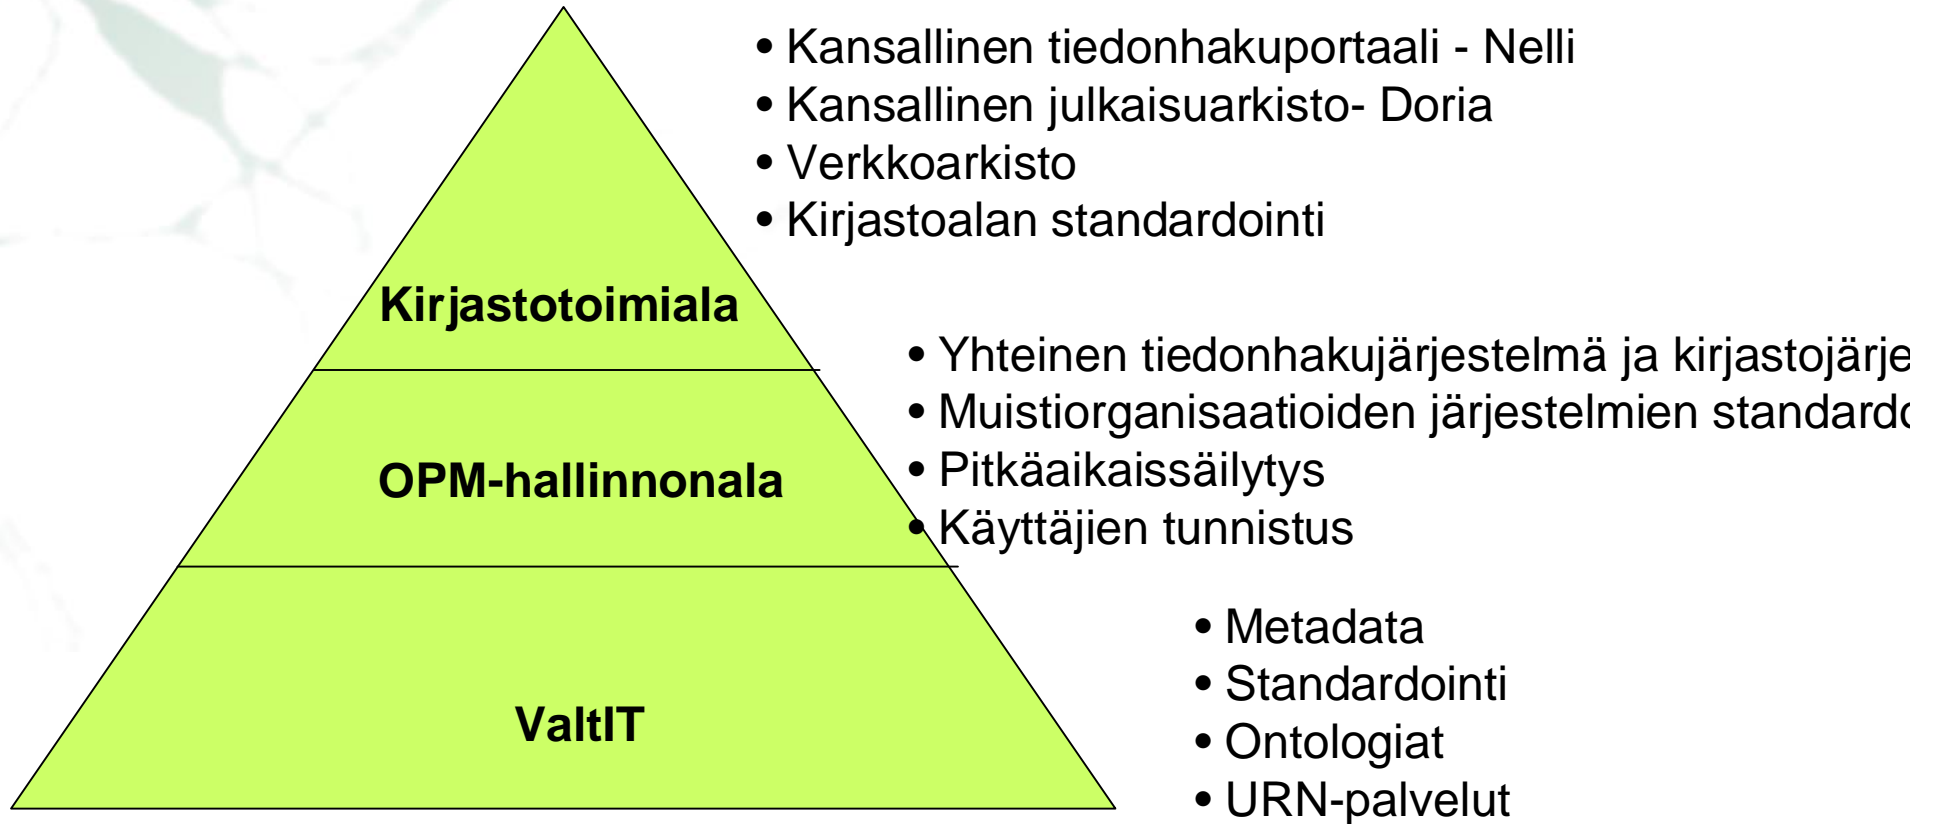 • Kansallinen tiedonhakuportaali - Nelli
• Kansallinen julkaisuarkisto- Doria
• Verkkoarkisto
• Kirjastoalan standardointi
Kirjastotoimiala
• Yhteinen tiedonhakujärjestelmä ja kirjastojärje
• Muistiorganisaatioiden järjestelmien standard
• Pitkäaikaissäilytys
• Käyttäjien tunnistus
OPM-hallinnonala
• Metadata
• Standardointi
• Ontologiat
• URN-palvelut
ValtIT